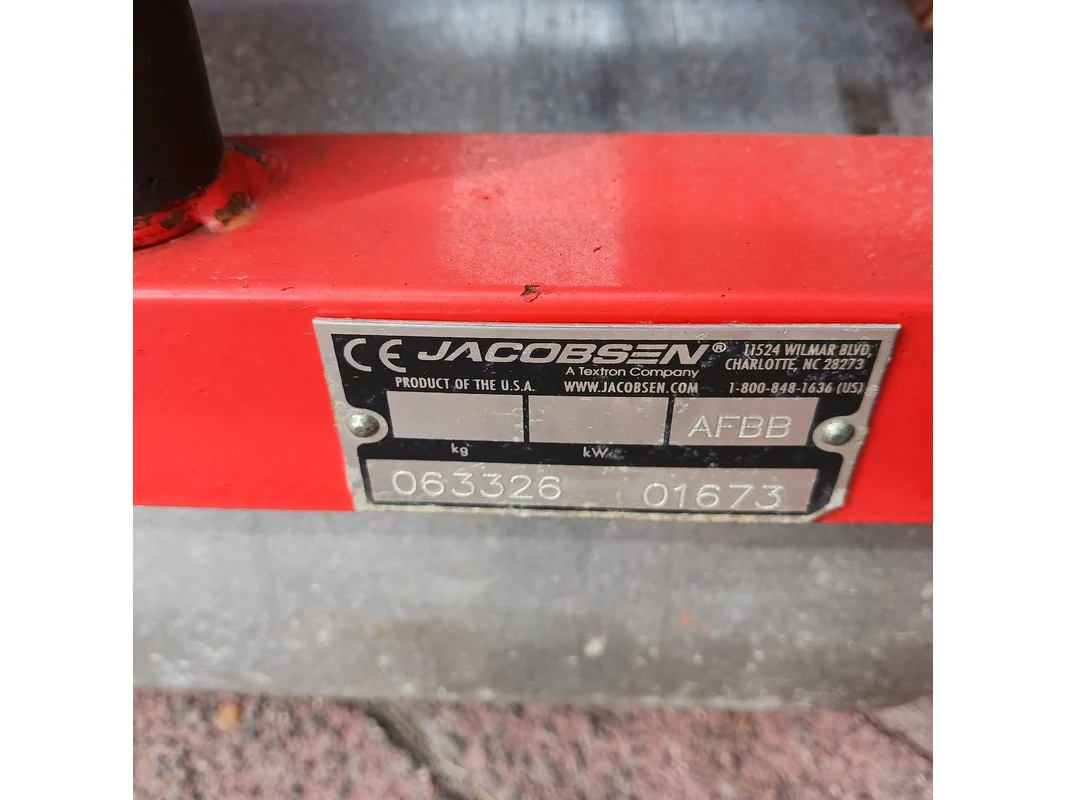 CE JACOBSEN® 11524 WILMAR BLVD,
A Textron Company CHARLOTTE, NC 28273
PRODUCT OF THE U.S.A. WWW.JACOBSEN.COM 1-800-848-1636 (US)
AFBB
kg kW
063326 01673